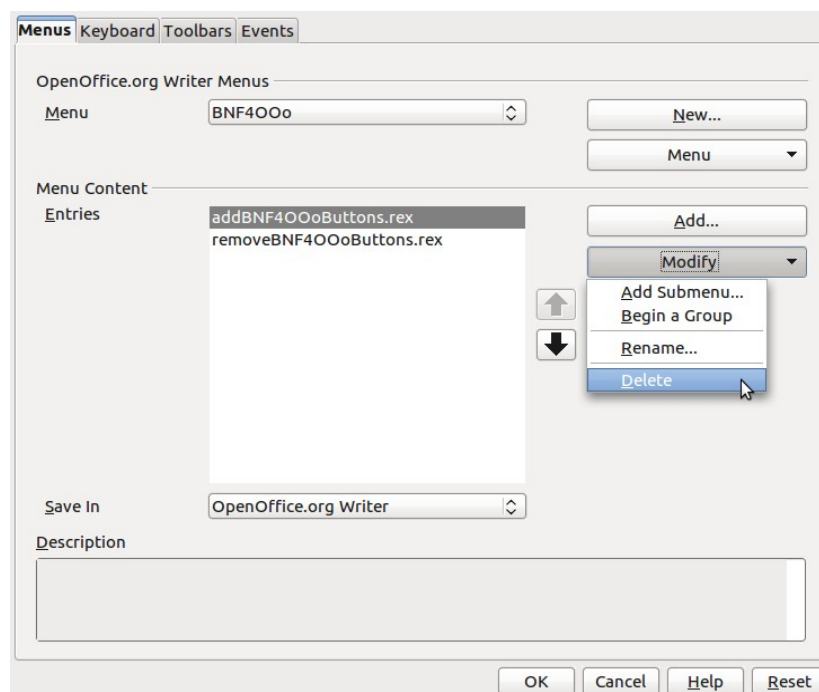 Menus Keyboard Toolbars Events
OpenOffice.org Writer Menus
Menu BNF4OOo New...
Menu
Menu Content
Entries addBNF4OOoButtons.rex Add...
removeBNF4OOoButtons.rex
Modify
Add Submenu...
Begin a Group
Rename...
Delete
Save In OpenOffice.org Writer
Description
OK Cancel Help Reset